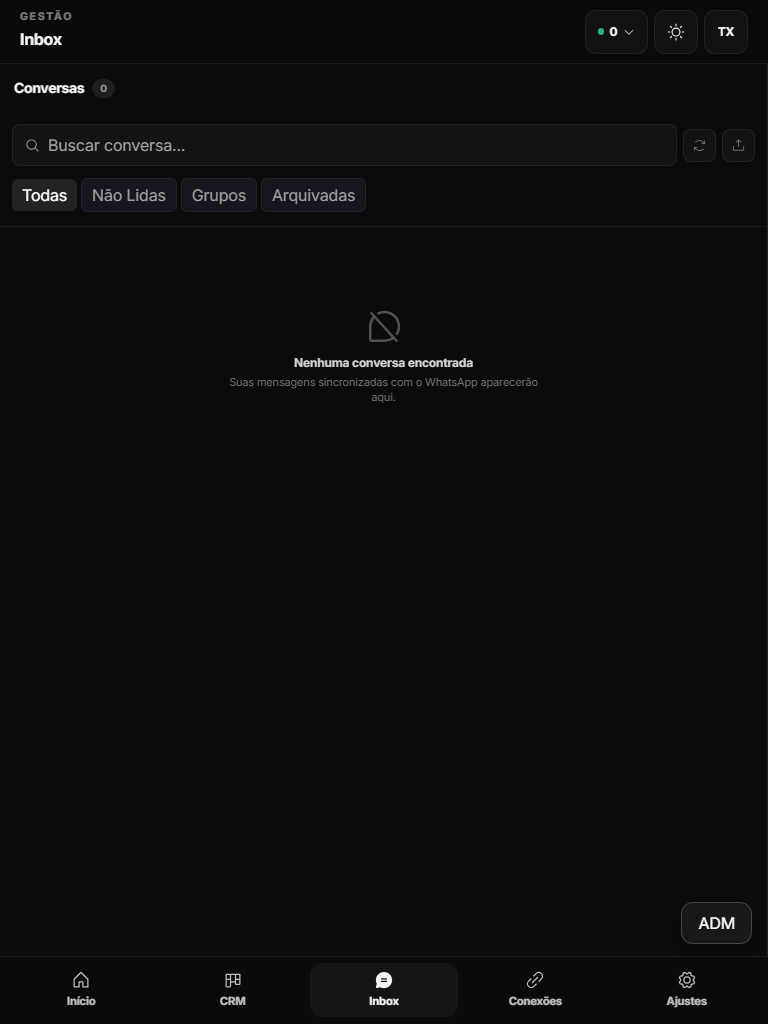 GESTÃO
Inbox
0
TX
Conversas 0
Buscar conversa...
Todas Não Lidas Grupos Arquivadas
Nenhuma conversa encontrada
Suas mensagens sincronizadas com o WhatsApp aparecerão
aqui.
ADM
Início CRM Inbox Conexões Ajustes